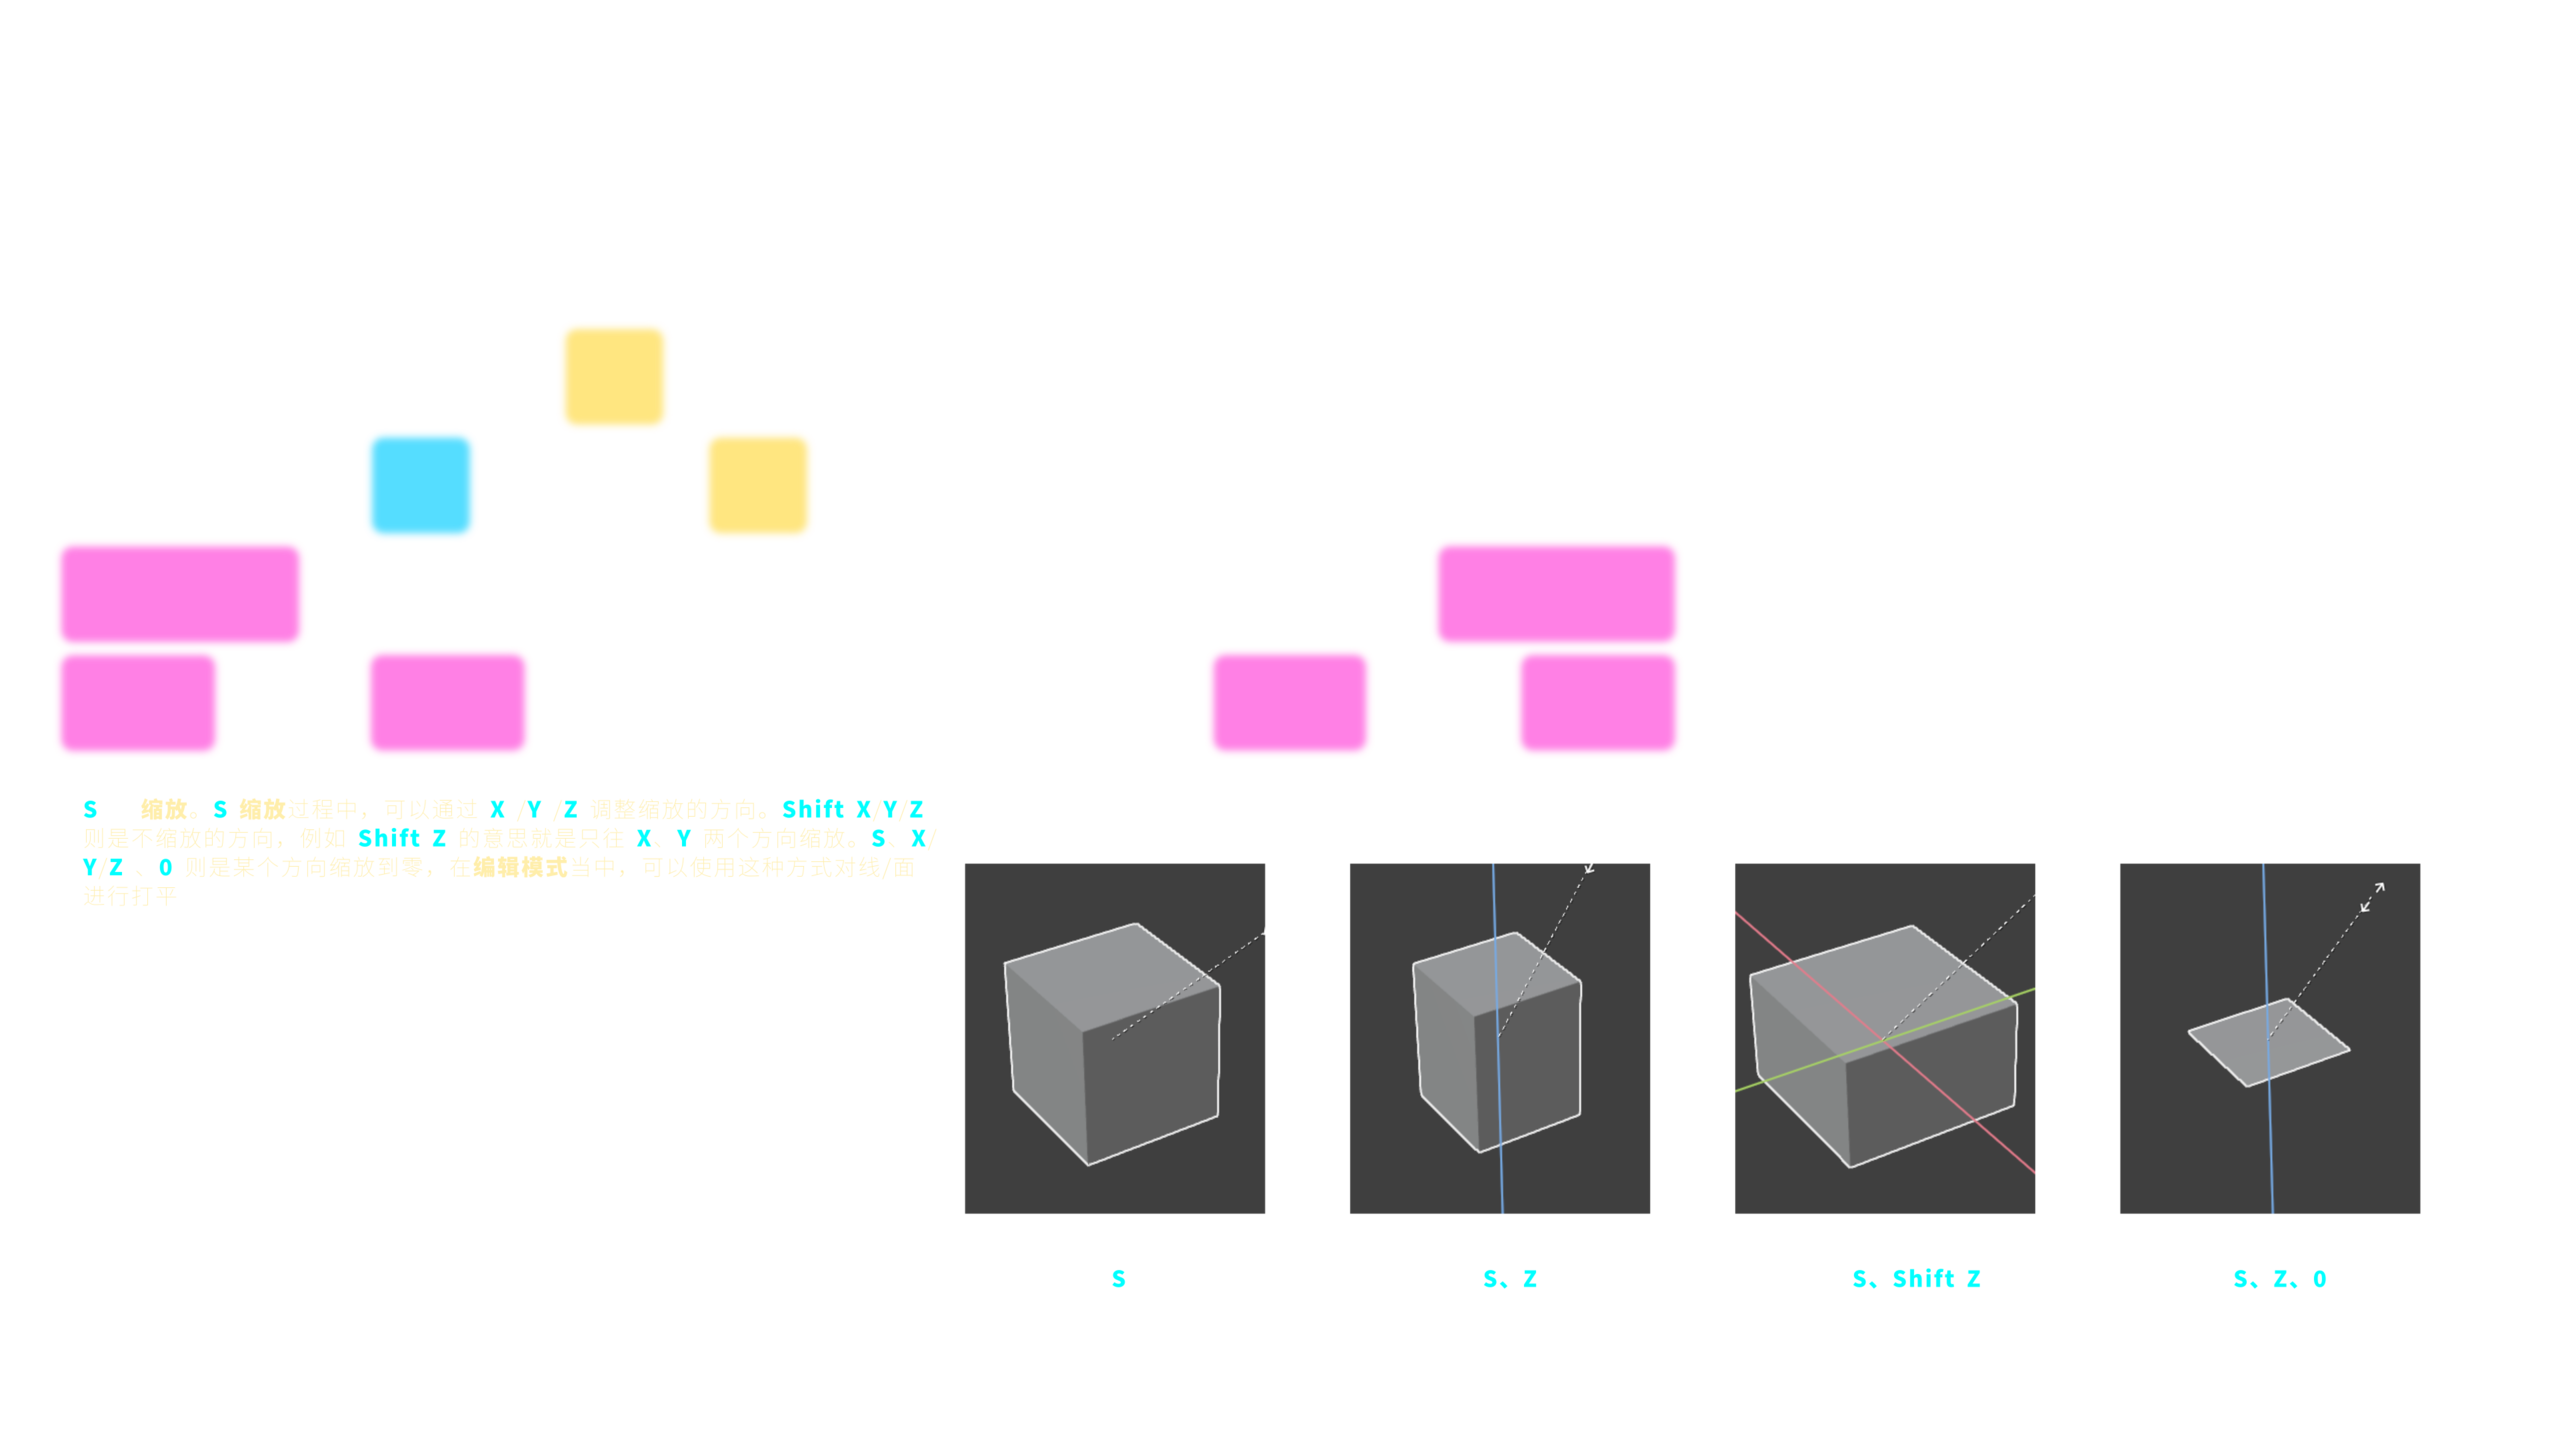 S 缩放。S 缩放过程中，可以通过 X /Y /Z 调整缩放的方向。Shift X/Y/Z
则是不缩放的方向，例如 Shift Z 的意思就是只往 X、Y 两个方向缩放。S、X/
Y/Z 、0 则是某个方向缩放到零，在编辑模式当中，可以使用这种方式对线/面
进行打平
S
S、Z
S、Shift Z
S、Z、0